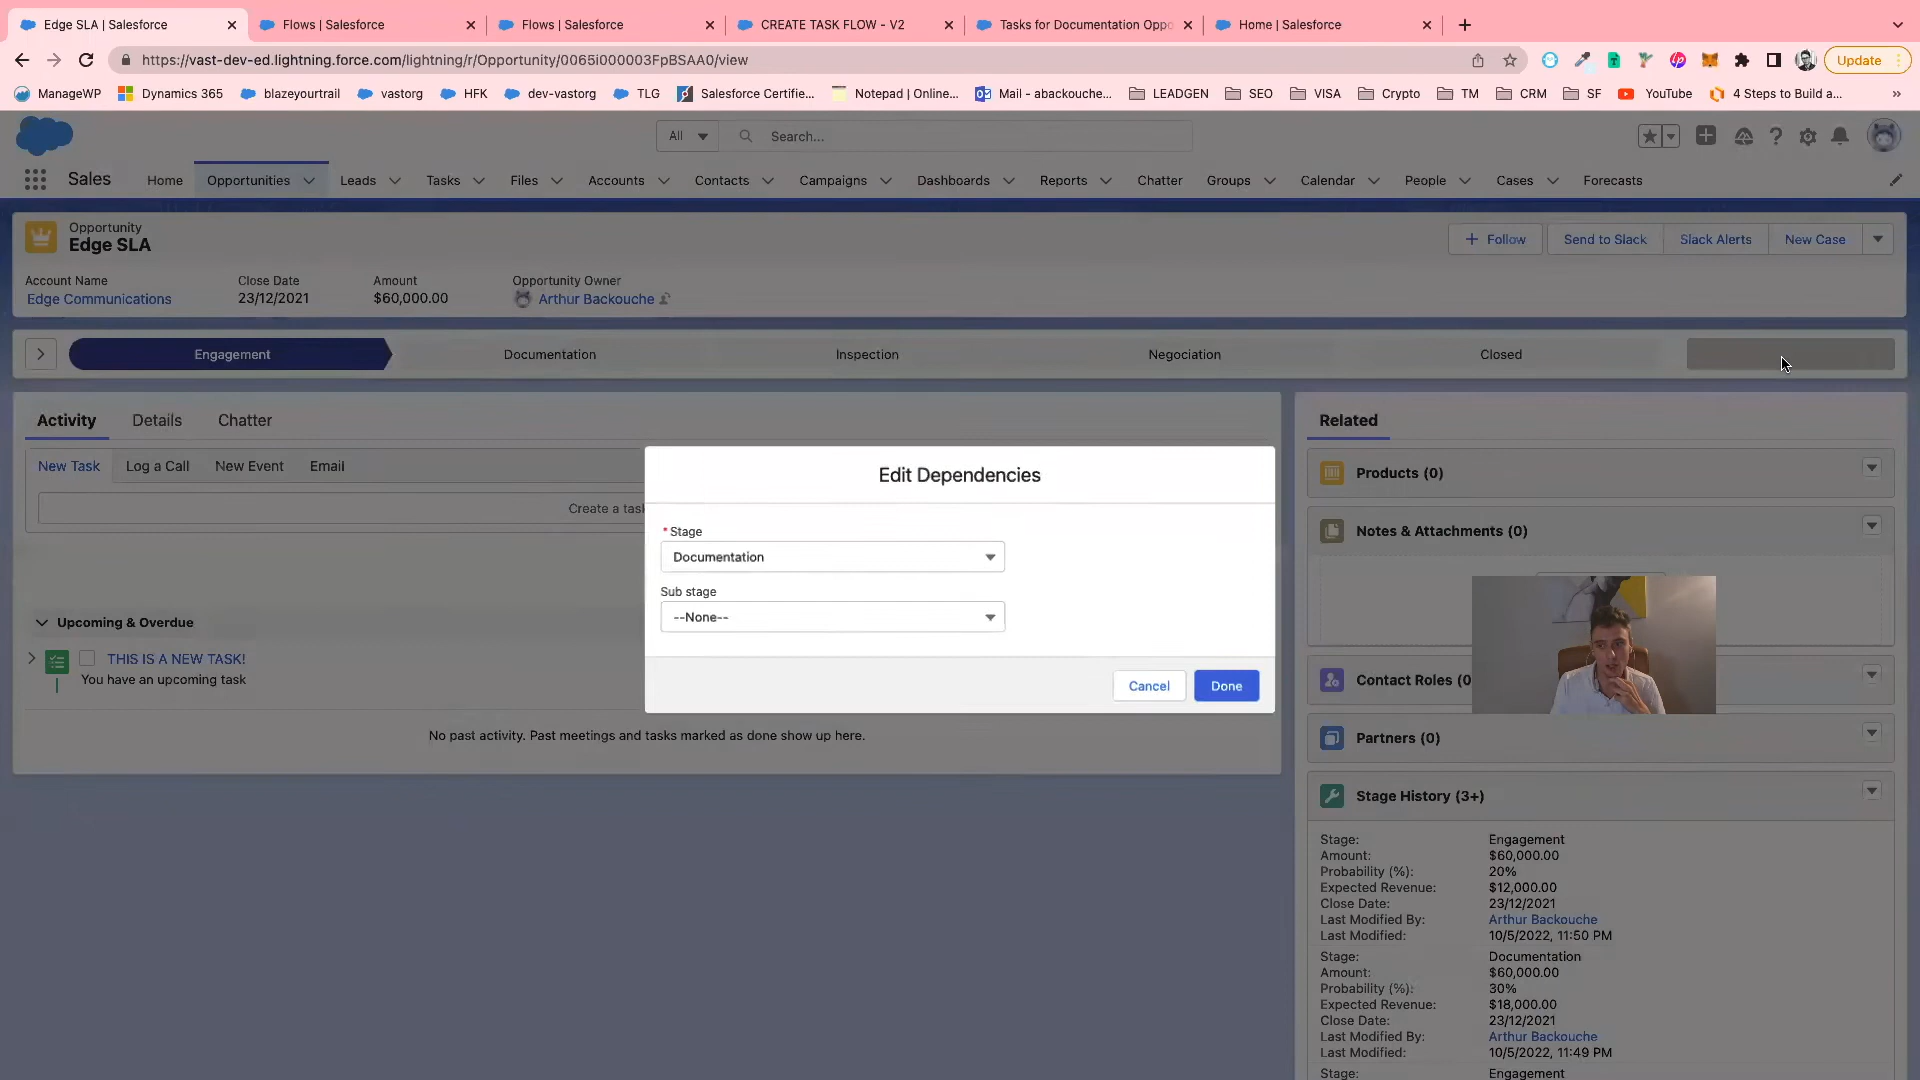 Edge SLA | Salesforce
Flows | Salesforce
Flows | Salesforce
CREATE TASK FLOW - V2
Tasks for Documentation Oppo
Home | Salesforce
https://vast-dev-ed.lightning.force.com/lightning/r/Opportunity/0065i000003FpBSAA0/view
Update
ManageWP
Dynamics 365
blazeyourtrail
vastorg
HFK
dev-vastorg
TLG
Salesforce Certifie...
Notepad | Online...
Mail - abackouche...
LEADGEN
SEO
VISA
Crypto
TM
CRM
SF
YouTube
4 Steps to Build a...
»
All
Search...
Sales
Home
Opportunities
Leads
Tasks
Files
Accounts
Contacts
Campaigns
Dashboards
Reports
Chatter
Groups
Calendar
People
Cases
Forecasts
Opportunity
Edge SLA
+ Follow
Send to Slack
Slack Alerts
New Case
Account Name
Close Date
Amount
Opportunity Owner
Edge Communications
23/12/2021
$60,000.00
Arthur Backouche
Engagement
Documentation
Inspection
Negociation
Closed
Activity
Details
Chatter
New Task
Log a Call
New Event
Email
Create a task
Upcoming & Overdue
THIS IS A NEW TASK!
You have an upcoming task
No past activity. Past meetings and tasks marked as done show up here.
Edit Dependencies
* Stage
Documentation
Sub stage
--None--
Cancel
Done
Related
Products (0)
Notes & Attachments (0)
Contact Roles (0
Partners (0)
Stage History (3+)
Stage: Engagement
Amount: $60,000.00
Probability (%): 20%
Expected Revenue: $12,000.00
Close Date: 23/12/2021
Last Modified By: Arthur Backouche
Last Modified: 10/5/2022, 11:50 PM
Stage: Documentation
Amount: $60,000.00
Probability (%): 30%
Expected Revenue: $18,000.00
Close Date: 23/12/2021
Last Modified By: Arthur Backouche
Last Modified: 10/5/2022, 11:49 PM
Stage: Engagement